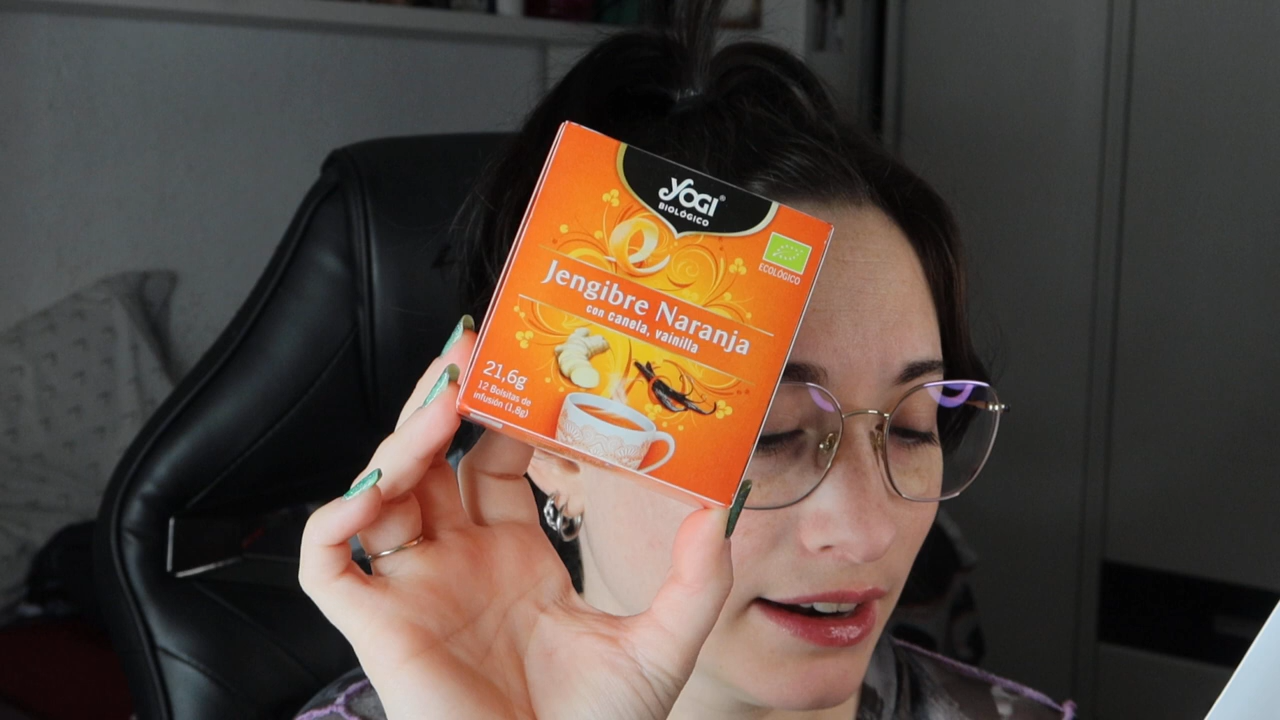 YOGI®
BIOLÓGICO
ECOLÓGICO
Jengibre Naranja
con canela, vainilla
21,6g
12 Bolsitas de
infusión (1,8g)